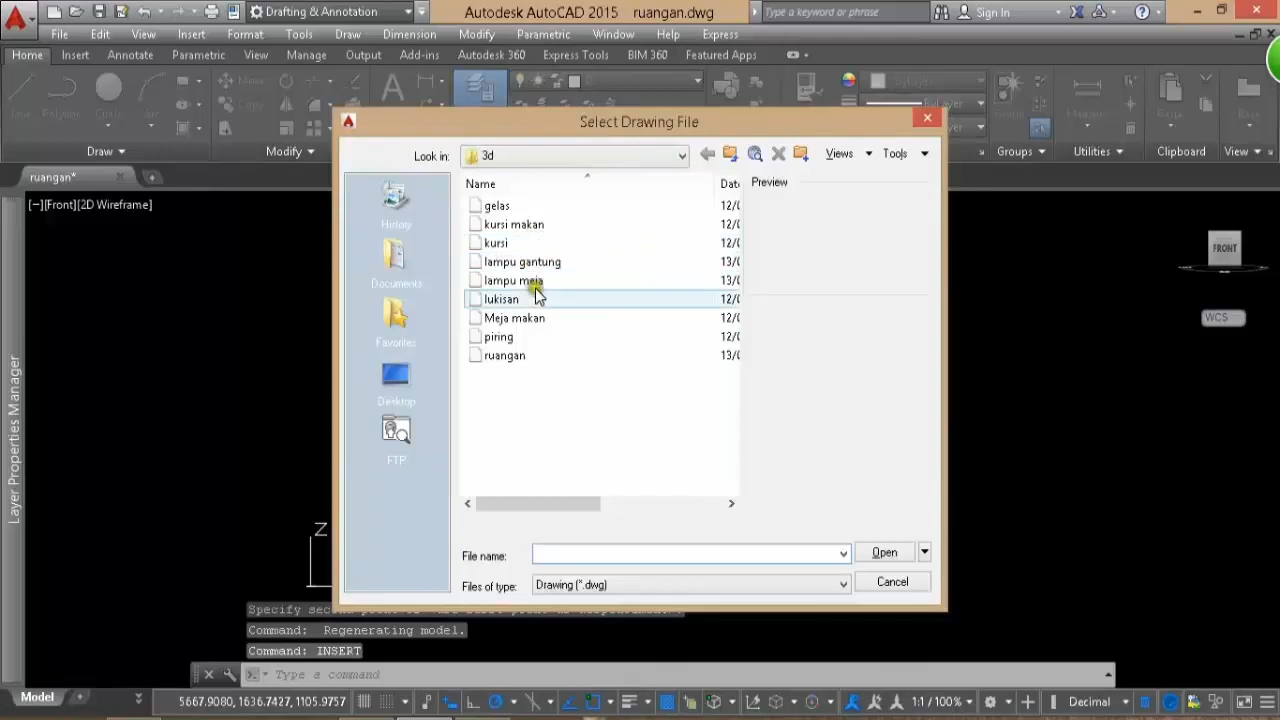 Drafting & Annotation
Autodesk AutoCAD 2015 ruangan.dwg
Type a keyword or phrase
Sign In
File Edit View Insert Format Tools Draw Dimension Modify Parametric Window Help Express
Home Insert Annotate Parametric View Manage Output Add-ins Autodesk 360 Express Tools BIM 360 Featured Apps
Draw Modify Groups Utilities Clipboard View
ruangan*
[−][Front][2D Wireframe]
FRONT
WCS
Layer Properties Manager
Z
Select Drawing File
Look in: 3d
Views Tools
Name Date
Preview
History
Documents
Favorites
Desktop
FTP
gelas
kursi makan
kursi
lampu gantung
lampu meja
lukisan
Meja makan
piring
ruangan
File name:
Open
Files of type: Drawing (*.dwg)
Cancel
Command: Regenerating model.
Command: INSERT
Type a command
Model
5667.9080, 1636.7427, 1105.9757
1:1 / 100%
Decimal